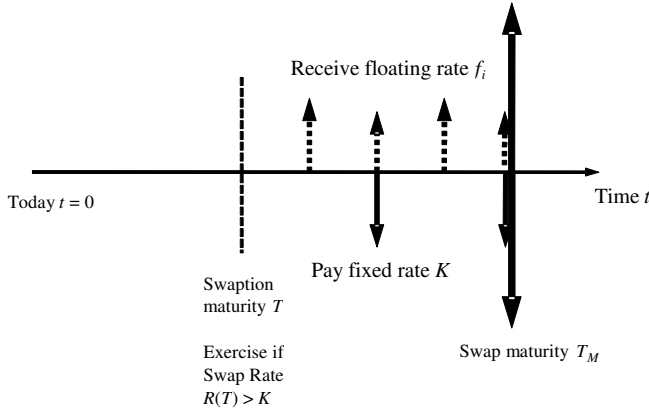 Receive floating rate f_i
Today t = 0
Time t
Pay fixed rate K
Swaption
maturity T
Exercise if
Swap Rate
R(T) > K
Swap maturity T_M